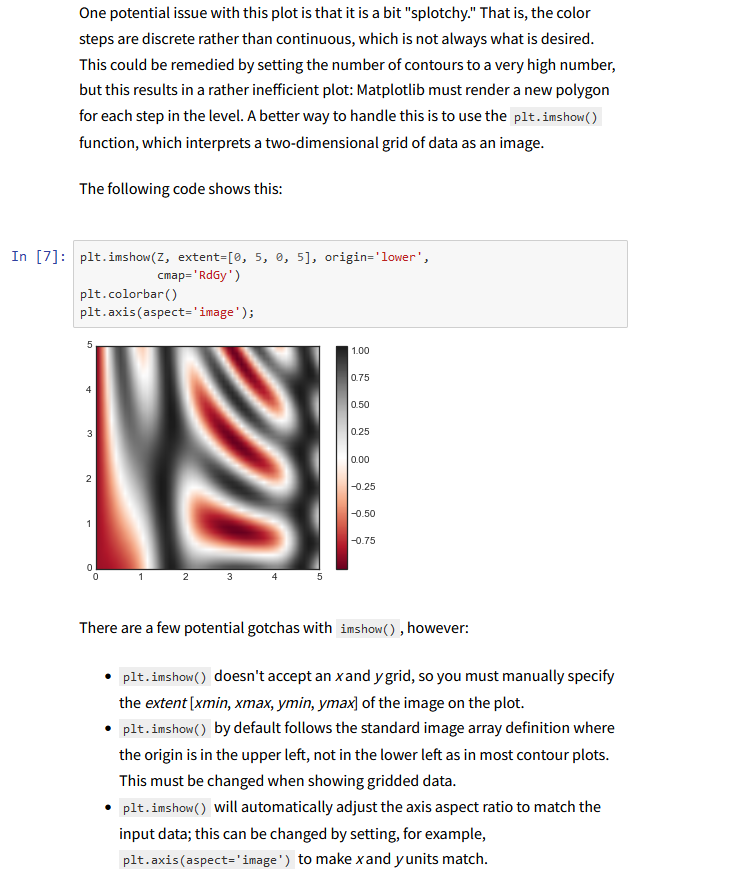 One potential issue with this plot is that it is a bit "splotchy." That is, the color
steps are discrete rather than continuous, which is not always what is desired.
This could be remedied by setting the number of contours to a very high number,
but this results in a rather inefficient plot: Matplotlib must render a new polygon
for each step in the level. A better way to handle this is to use the plt.imshow()
function, which interprets a two-dimensional grid of data as an image.
The following code shows this:
In [7]: plt.imshow(Z, extent=[0, 5, 0, 5], origin='lower',
cmap='RdGy')
plt.colorbar()
plt.axis(aspect='image');
5
4
3
2
1
0
0 1 2 3 4 5
1.00
0.75
0.50
0.25
0.00
−0.25
−0.50
−0.75
There are a few potential gotchas with imshow(), however:
• plt.imshow() doesn't accept an x and y grid, so you must manually specify
the extent [xmin, xmax, ymin, ymax] of the image on the plot.
• plt.imshow() by default follows the standard image array definition where
the origin is in the upper left, not in the lower left as in most contour plots.
This must be changed when showing gridded data.
• plt.imshow() will automatically adjust the axis aspect ratio to match the
input data; this can be changed by setting, for example,
plt.axis(aspect='image') to make x and y units match.